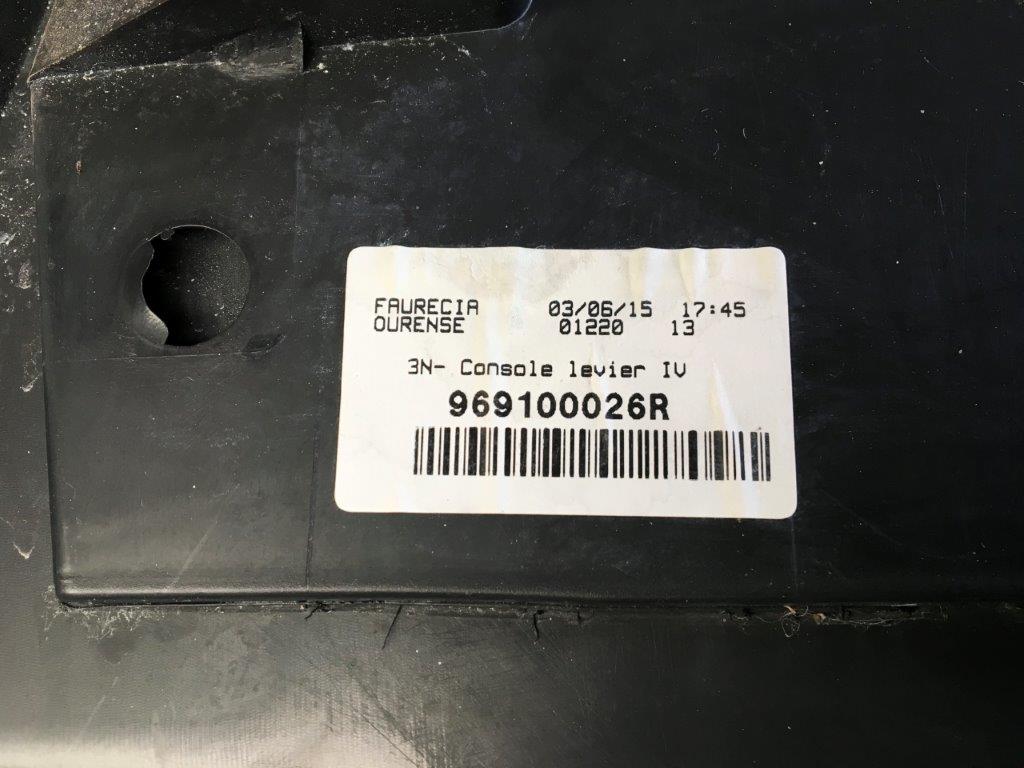 FAURECIA 03/06/15 17:45
OURENSE 01220 13
3N- Console levier IV
969100026R